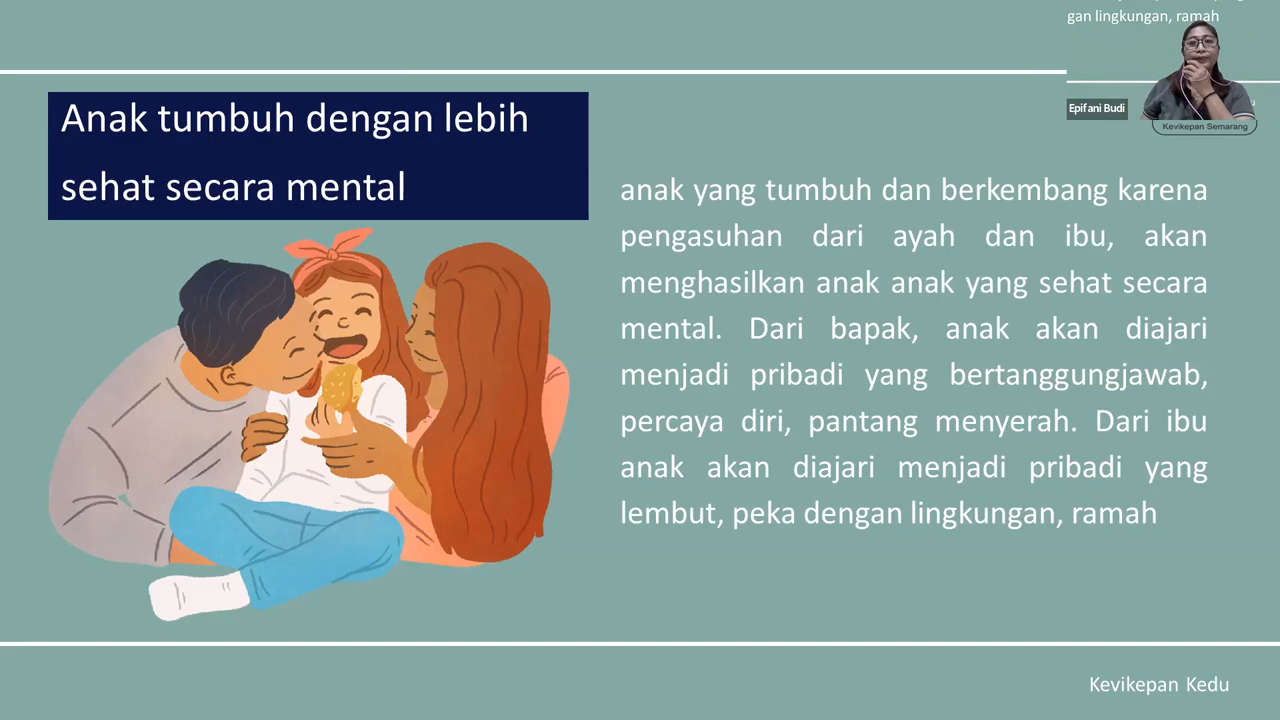 gan lingkungan, ramah
Epifani Budi
Kevikepan Semarang
Anak tumbuh dengan lebih
sehat secara mental
anak yang tumbuh dan berkembang karena
pengasuhan dari ayah dan ibu, akan
menghasilkan anak anak yang sehat secara
mental. Dari bapak, anak akan diajari
menjadi pribadi yang bertanggungjawab,
percaya diri, pantang menyerah. Dari ibu
anak akan diajari menjadi pribadi yang
lembut, peka dengan lingkungan, ramah
Kevikepan Kedu